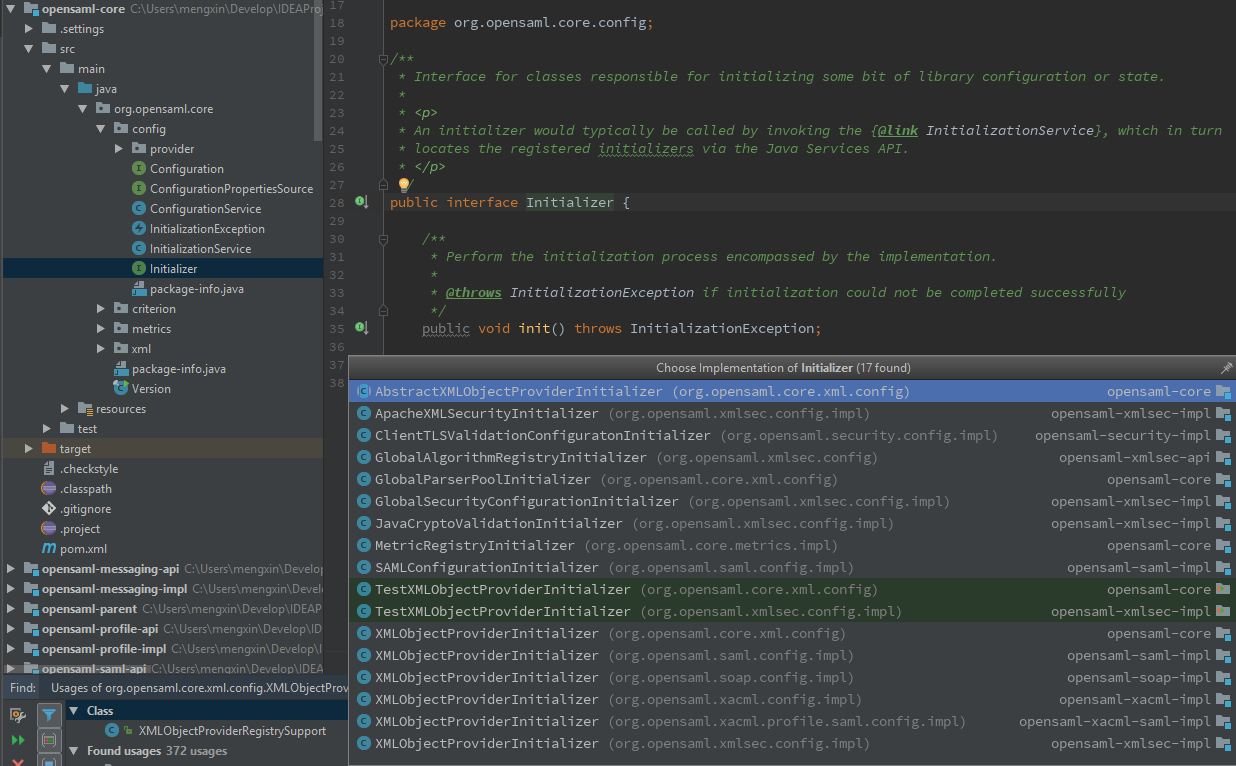 opensaml-core C:\Users\mengxin\Develop\IDEAProj
.settings
src
main
java
org.opensaml.core
config
provider
Configuration
ConfigurationPropertiesSource
ConfigurationService
InitializationException
InitializationService
Initializer
package-info.java
criterion
metrics
xml
package-info.java
Version
resources
test
target
.checkstyle
.classpath
.gitignore
.project
pom.xml
opensaml-messaging-api C:\Users\mengxin\Develop
opensaml-messaging-impl C:\Users\mengxin\Devel
opensaml-parent C:\Users\mengxin\Develop\IDEAP
opensaml-profile-api C:\Users\mengxin\Develop\ID
opensaml-profile-impl C:\Users\mengxin\Develop\I
opensaml-saml-api C:\Users\mengxin\Develop\IDEA
17
18 package org.opensaml.core.config;
19
20 /**
21 * Interface for classes responsible for initializing some bit of library configuration or state.
22 *
23 * <p>
24 * An initializer would typically be called by invoking the {@link InitializationService}, which in turn
25 * locates the registered initializers via the Java Services API.
26 * </p>
27 */
28 public interface Initializer {
29
30 /**
31 * Perform the initialization process encompassed by the implementation.
32 *
33 * @throws InitializationException if initialization could not be completed successfully
34 */
35 public void init() throws InitializationException;
36
37
38
Choose Implementation of Initializer (17 found)
AbstractXMLObjectProviderInitializer (org.opensaml.core.xml.config) opensaml-core
ApacheXMLSecurityInitializer (org.opensaml.xmlsec.config.impl) opensaml-xmlsec-impl
ClientTLSValidationConfiguratonInitializer (org.opensaml.security.config.impl) opensaml-security-impl
GlobalAlgorithmRegistryInitializer (org.opensaml.xmlsec.config) opensaml-xmlsec-api
GlobalParserPoolInitializer (org.opensaml.core.xml.config) opensaml-core
GlobalSecurityConfigurationInitializer (org.opensaml.xmlsec.config.impl) opensaml-xmlsec-impl
JavaCryptoValidationInitializer (org.opensaml.xmlsec.config.impl) opensaml-xmlsec-impl
MetricRegistryInitializer (org.opensaml.core.metrics.impl) opensaml-core
SAMLConfigurationInitializer (org.opensaml.saml.config.impl) opensaml-saml-impl
TestXMLObjectProviderInitializer (org.opensaml.core.xml.config) opensaml-core
TestXMLObjectProviderInitializer (org.opensaml.xmlsec.config.impl) opensaml-xmlsec-impl
XMLObjectProviderInitializer (org.opensaml.core.xml.config) opensaml-core
XMLObjectProviderInitializer (org.opensaml.saml.config.impl) opensaml-saml-impl
XMLObjectProviderInitializer (org.opensaml.soap.config.impl) opensaml-soap-impl
XMLObjectProviderInitializer (org.opensaml.xacml.config.impl) opensaml-xacml-impl
XMLObjectProviderInitializer (org.opensaml.xacml.profile.saml.config.impl) opensaml-xacml-saml-impl
XMLObjectProviderInitializer (org.opensaml.xmlsec.config.impl) opensaml-xmlsec-impl
Find: Usages of org.opensaml.core.xml.config.XMLObjectProv
Class
XMLObjectProviderRegistrySupport
Found usages 372 usages